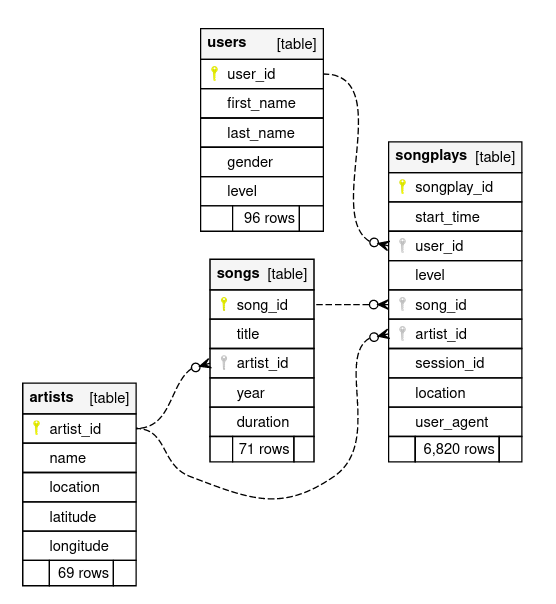 users [table]
user_id
first_name
last_name
gender
level
96 rows
songplays [table]
songplay_id
start_time
user_id
level
song_id
artist_id
session_id
location
user_agent
6,820 rows
songs [table]
song_id
title
artist_id
year
duration
71 rows
artists [table]
artist_id
name
location
latitude
longitude
69 rows